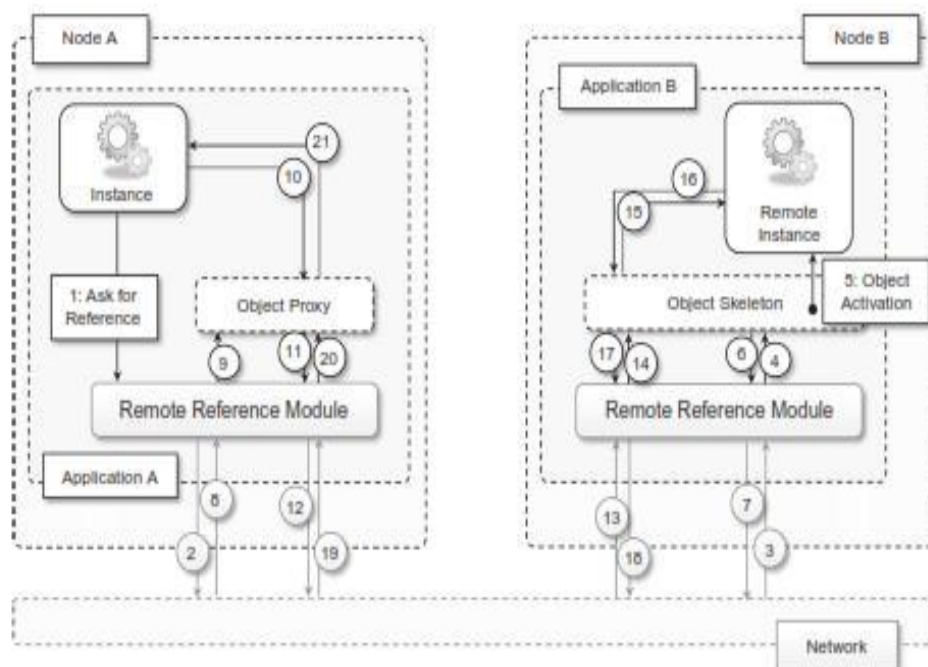 Node A
Node B
Application B
21
10
16
15
Instance
Remote
Instance
1: Ask for
Reference
Object Proxy
Object Skeleton
5: Object
Activation
9
11
20
17
14
6
4
Remote Reference Module
Remote Reference Module
Application A
8
12
13
7
2
19
18
3
Network